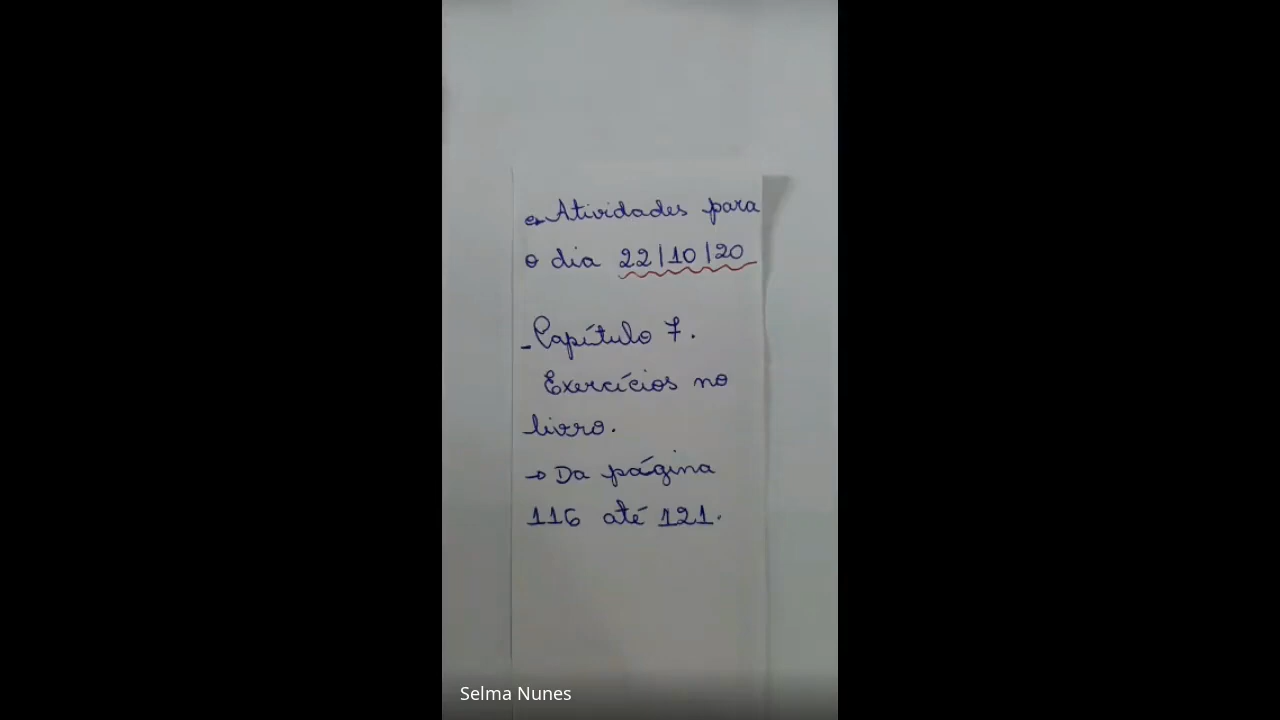 → Atividades para
o dia 22/10/20
- Capítulo 7.
Exercícios no
livro.
→ Da página
116 até 121.
Selma Nunes